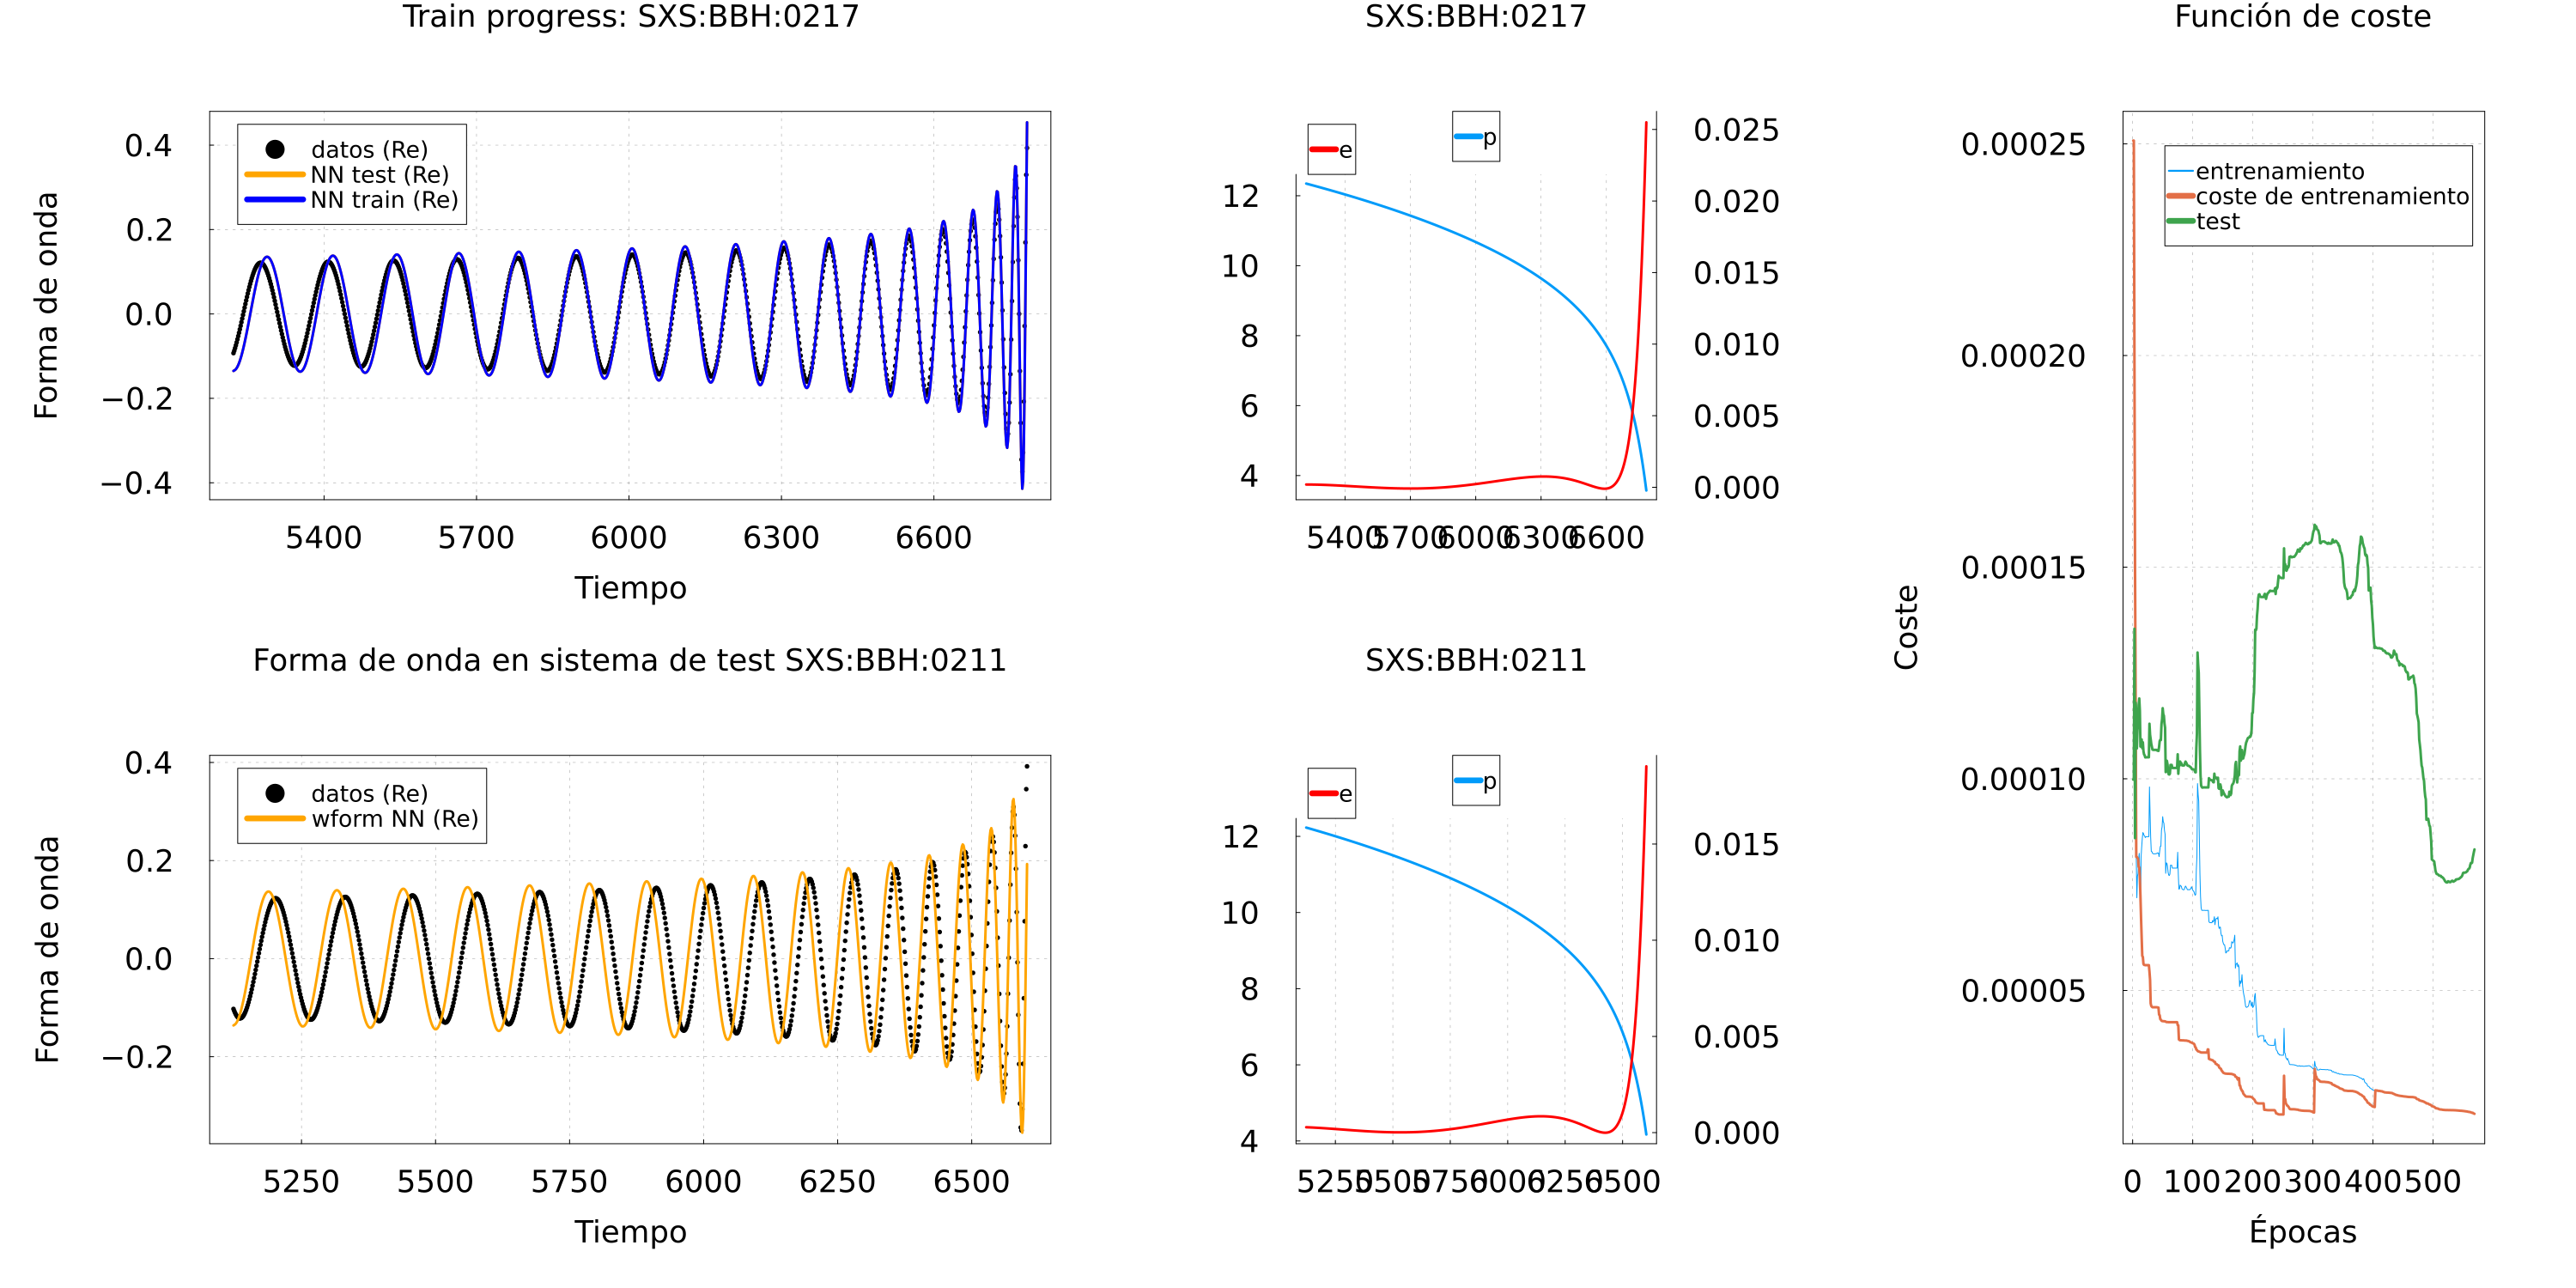 Train progress: SXS:BBH:0217
Forma de onda
0.4
0.2
0.0
−0.2
−0.4
datos (Re)
NN test (Re)
NN train (Re)
5400 5700 6000 6300 6600
Tiempo
SXS:BBH:0217
e
p
12
10
8
6
4
0.025
0.020
0.015
0.010
0.005
0.000
5400 5700 6000 6300 6600
Forma de onda en sistema de test SXS:BBH:0211
Forma de onda
0.4
0.2
0.0
−0.2
datos (Re)
wform NN (Re)
5250 5500 5750 6000 6250 6500
Tiempo
SXS:BBH:0211
e
p
12
10
8
6
4
0.015
0.010
0.005
0.000
5250 5500 5750 6000 6250 6500
Función de coste
Coste
0.00025
0.00020
0.00015
0.00010
0.00005
entrenamiento
coste de entrenamiento
test
0 100 200 300 400 500
Épocas